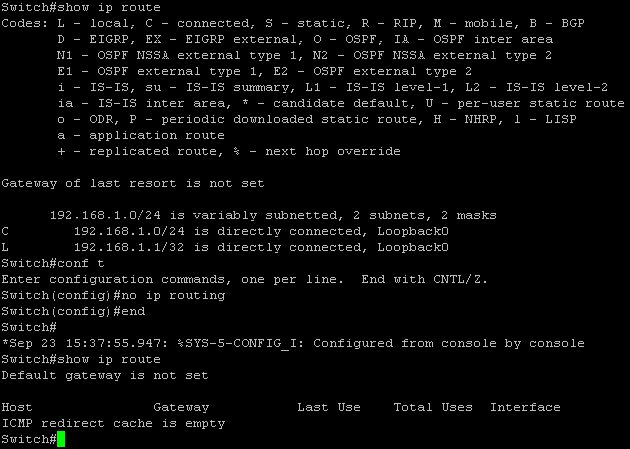 Switch#show ip route
Codes: L - local, C - connected, S - static, R - RIP, M - mobile, B - BGP
       D - EIGRP, EX - EIGRP external, O - OSPF, IA - OSPF inter area
       N1 - OSPF NSSA external type 1, N2 - OSPF NSSA external type 2
       E1 - OSPF external type 1, E2 - OSPF external type 2
       i - IS-IS, su - IS-IS summary, L1 - IS-IS level-1, L2 - IS-IS level-2
       ia - IS-IS inter area, * - candidate default, U - per-user static route
       o - ODR, P - periodic downloaded static route, H - NHRP, l - LISP
       a - application route
       + - replicated route, % - next hop override
Gateway of last resort is not set
      192.168.1.0/24 is variably subnetted, 2 subnets, 2 masks
C        192.168.1.0/24 is directly connected, Loopback0
L        192.168.1.1/32 is directly connected, Loopback0
Switch#conf t
Enter configuration commands, one per line.  End with CNTL/Z.
Switch(config)#no ip routing
Switch(config)#end
Switch#
*Sep 23 15:37:55.947: %SYS-5-CONFIG_I: Configured from console by console
Switch#show ip route
Default gateway is not set
Host               Gateway           Last Use    Total Uses  Interface
ICMP redirect cache is empty
Switch#